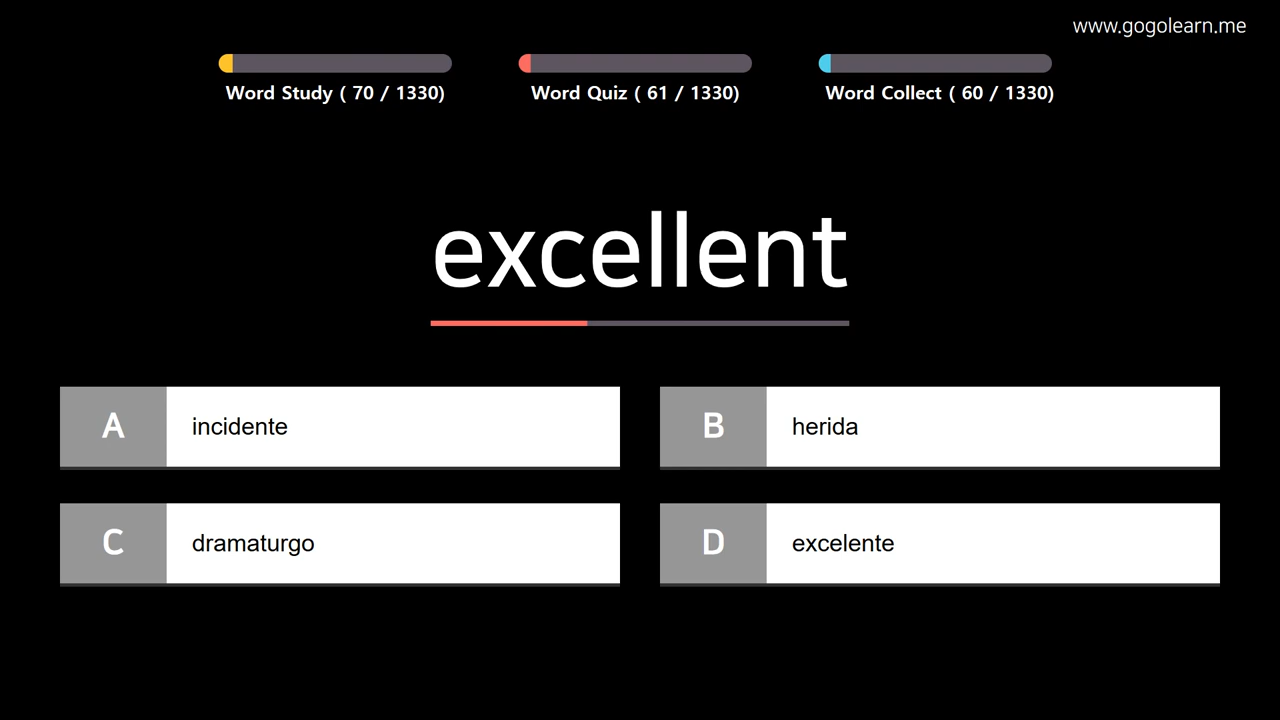 www.gogolearn.me
Word Study ( 70 / 1330)
Word Quiz ( 61 / 1330)
Word Collect ( 60 / 1330)
excellent
A incidente
B herida
C dramaturgo
D excelente